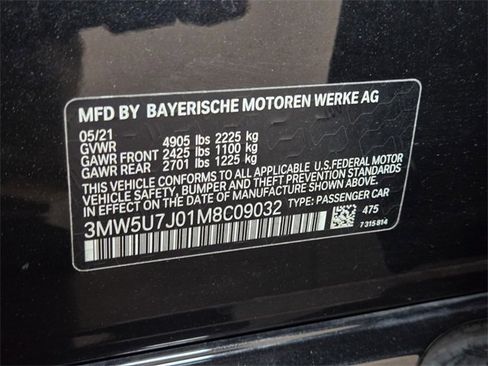 MFD BY BAYERISCHE MOTOREN WERKE AG
05/21
GVWR 4905 lbs 2225 kg
GAWR FRONT 2425 lbs 1100 kg
GAWR REAR 2701 lbs 1225 kg
THIS VEHICLE CONFORMS TO ALL APPLICABLE U.S.FEDERAL MOTOR
VEHICLE SAFETY, BUMPER AND THEFT PREVENTION STANDARDS
IN EFFECT ON THE DATE OF MANUFACTURE SHOWN ABOVE.
3MW5U7J01M8C09032 TYPE: PASSENGER CAR
475
7 315 814